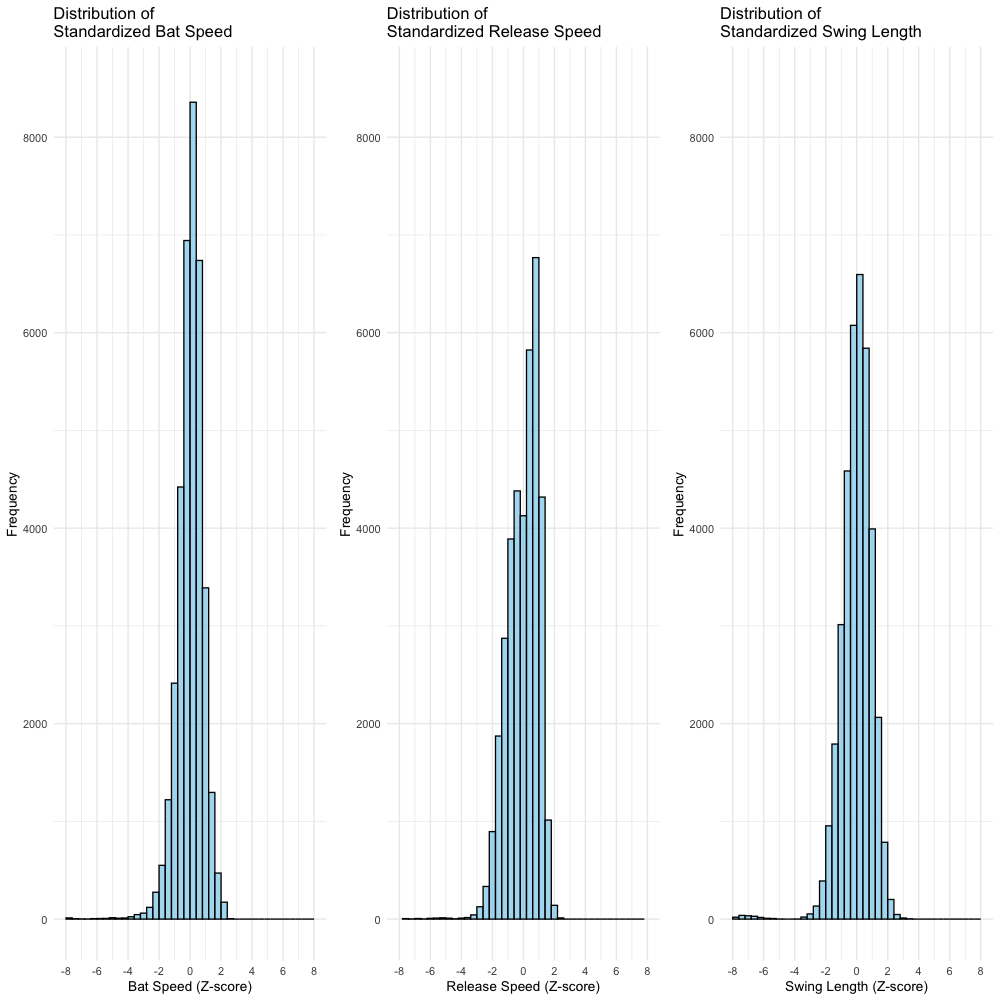 Distribution of
Standardized Bat Speed
Frequency
8000
6000
4000
2000
0
-8 -6 -4 -2 0 2 4 6 8
Bat Speed (Z-score)
Distribution of
Standardized Release Speed
Frequency
8000
6000
4000
2000
0
-8 -6 -4 -2 0 2 4 6 8
Release Speed (Z-score)
Distribution of
Standardized Swing Length
Frequency
8000
6000
4000
2000
0
-8 -6 -4 -2 0 2 4 6 8
Swing Length (Z-score)